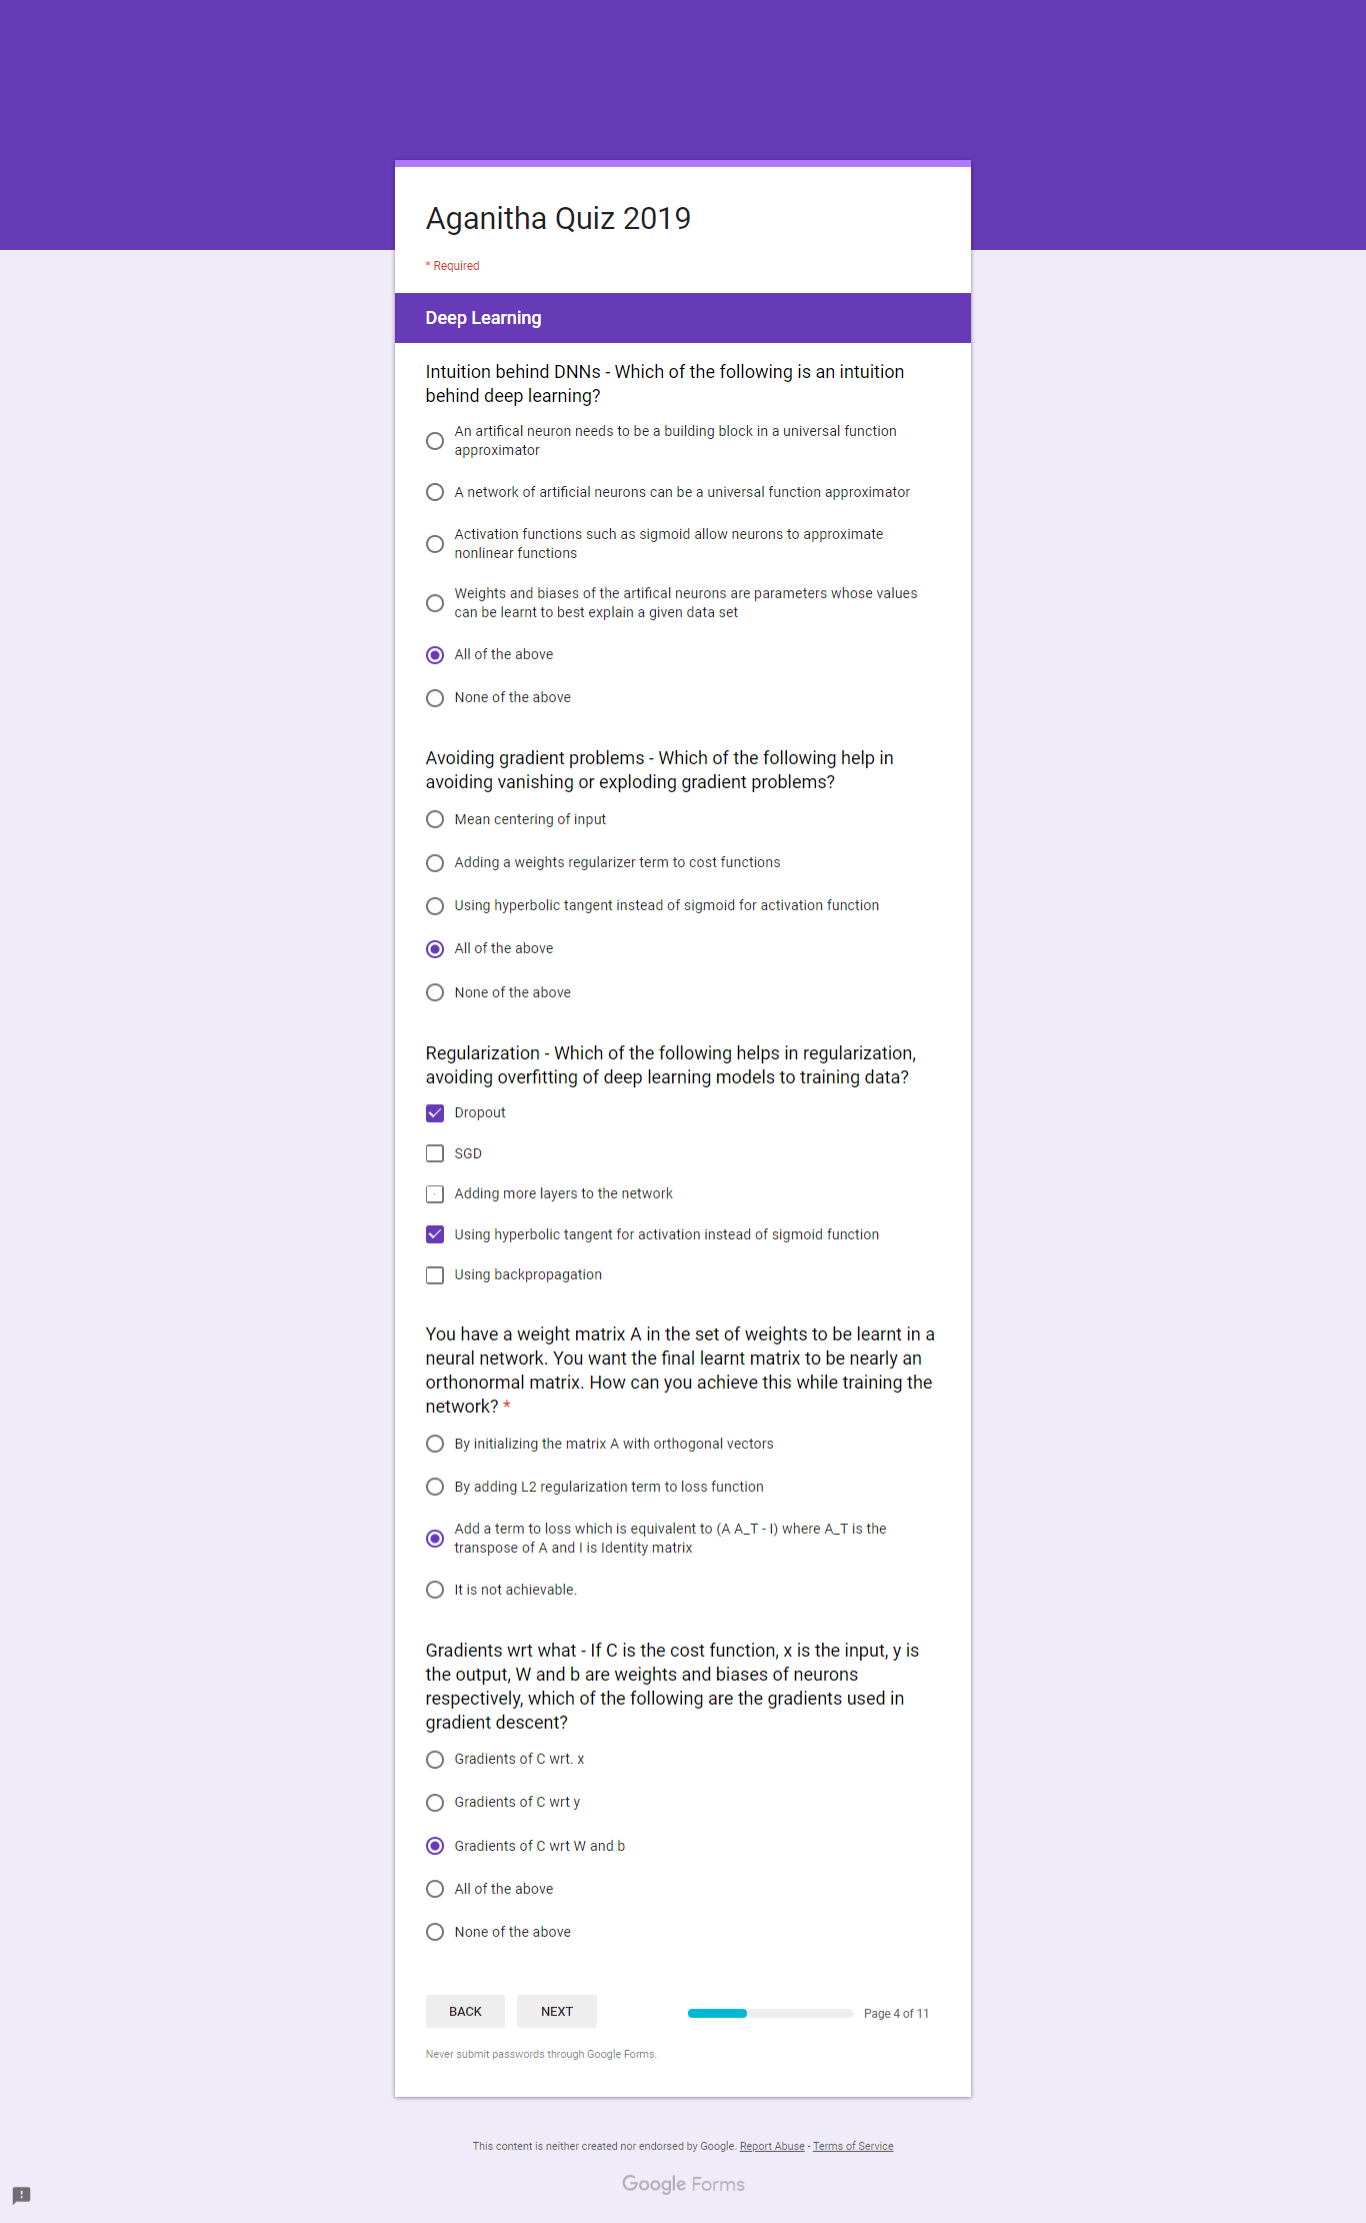 Aganitha Quiz 2019
* Required
Deep Learning
Intuition behind DNNs - Which of the following is an intuition
behind deep learning?
An artifical neuron needs to be a building block in a universal function
approximator
A network of artificial neurons can be a universal function approximator
Activation functions such as sigmoid allow neurons to approximate
nonlinear functions
Weights and biases of the artifical neurons are parameters whose values
can be learnt to best explain a given data set
All of the above
None of the above
Avoiding gradient problems - Which of the following help in
avoiding vanishing or exploding gradient problems?
Mean centering of input
Adding a weights regularizer term to cost functions
Using hyperbolic tangent instead of sigmoid for activation function
All of the above
None of the above
Regularization - Which of the following helps in regularization,
avoiding overfitting of deep learning models to training data?
Dropout
SGD
Adding more layers to the network
Using hyperbolic tangent for activation instead of sigmoid function
Using backpropagation
You have a weight matrix A in the set of weights to be learnt in a
neural network. You want the final learnt matrix to be nearly an
orthonormal matrix. How can you achieve this while training the
network? *
By initializing the matrix A with orthogonal vectors
By adding L2 regularization term to loss function
Add a term to loss which is equivalent to (A A_T - I) where A_T is the
transpose of A and I is Identity matrix
It is not achievable.
Gradients wrt what - If C is the cost function, x is the input, y is
the output, W and b are weights and biases of neurons
respectively, which of the following are the gradients used in
gradient descent?
Gradients of C wrt. x
Gradients of C wrt y
Gradients of C wrt W and b
All of the above
None of the above
BACK NEXT Page 4 of 11
Never submit passwords through Google Forms.
This content is neither created nor endorsed by Google. Report Abuse - Terms of Service
Google Forms